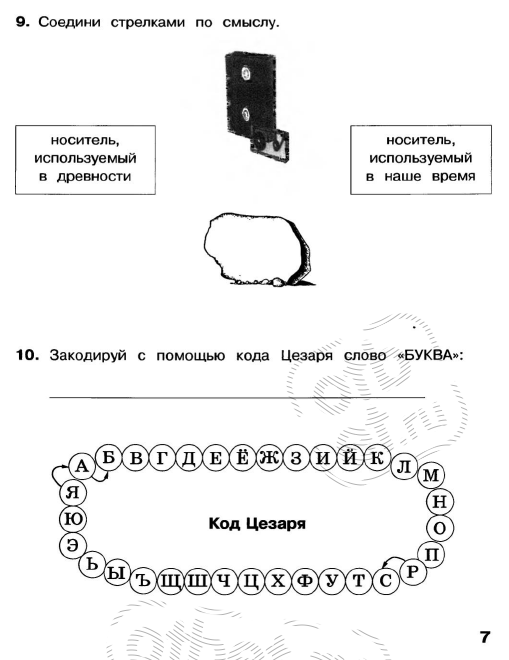 9. Соедини стрелками по смыслу.
носитель,
используемый
в древности
носитель,
используемый
в наше время
10. Закодируй с помощью кода Цезаря слово «БУКВА»:
А Б В Г Д Е Ё Ж З И Й К Л М Н О П Р С Т У Ф Х Ц Ч Ш Щ Ъ Ы Ь Э Ю Я
Код Цезаря
7